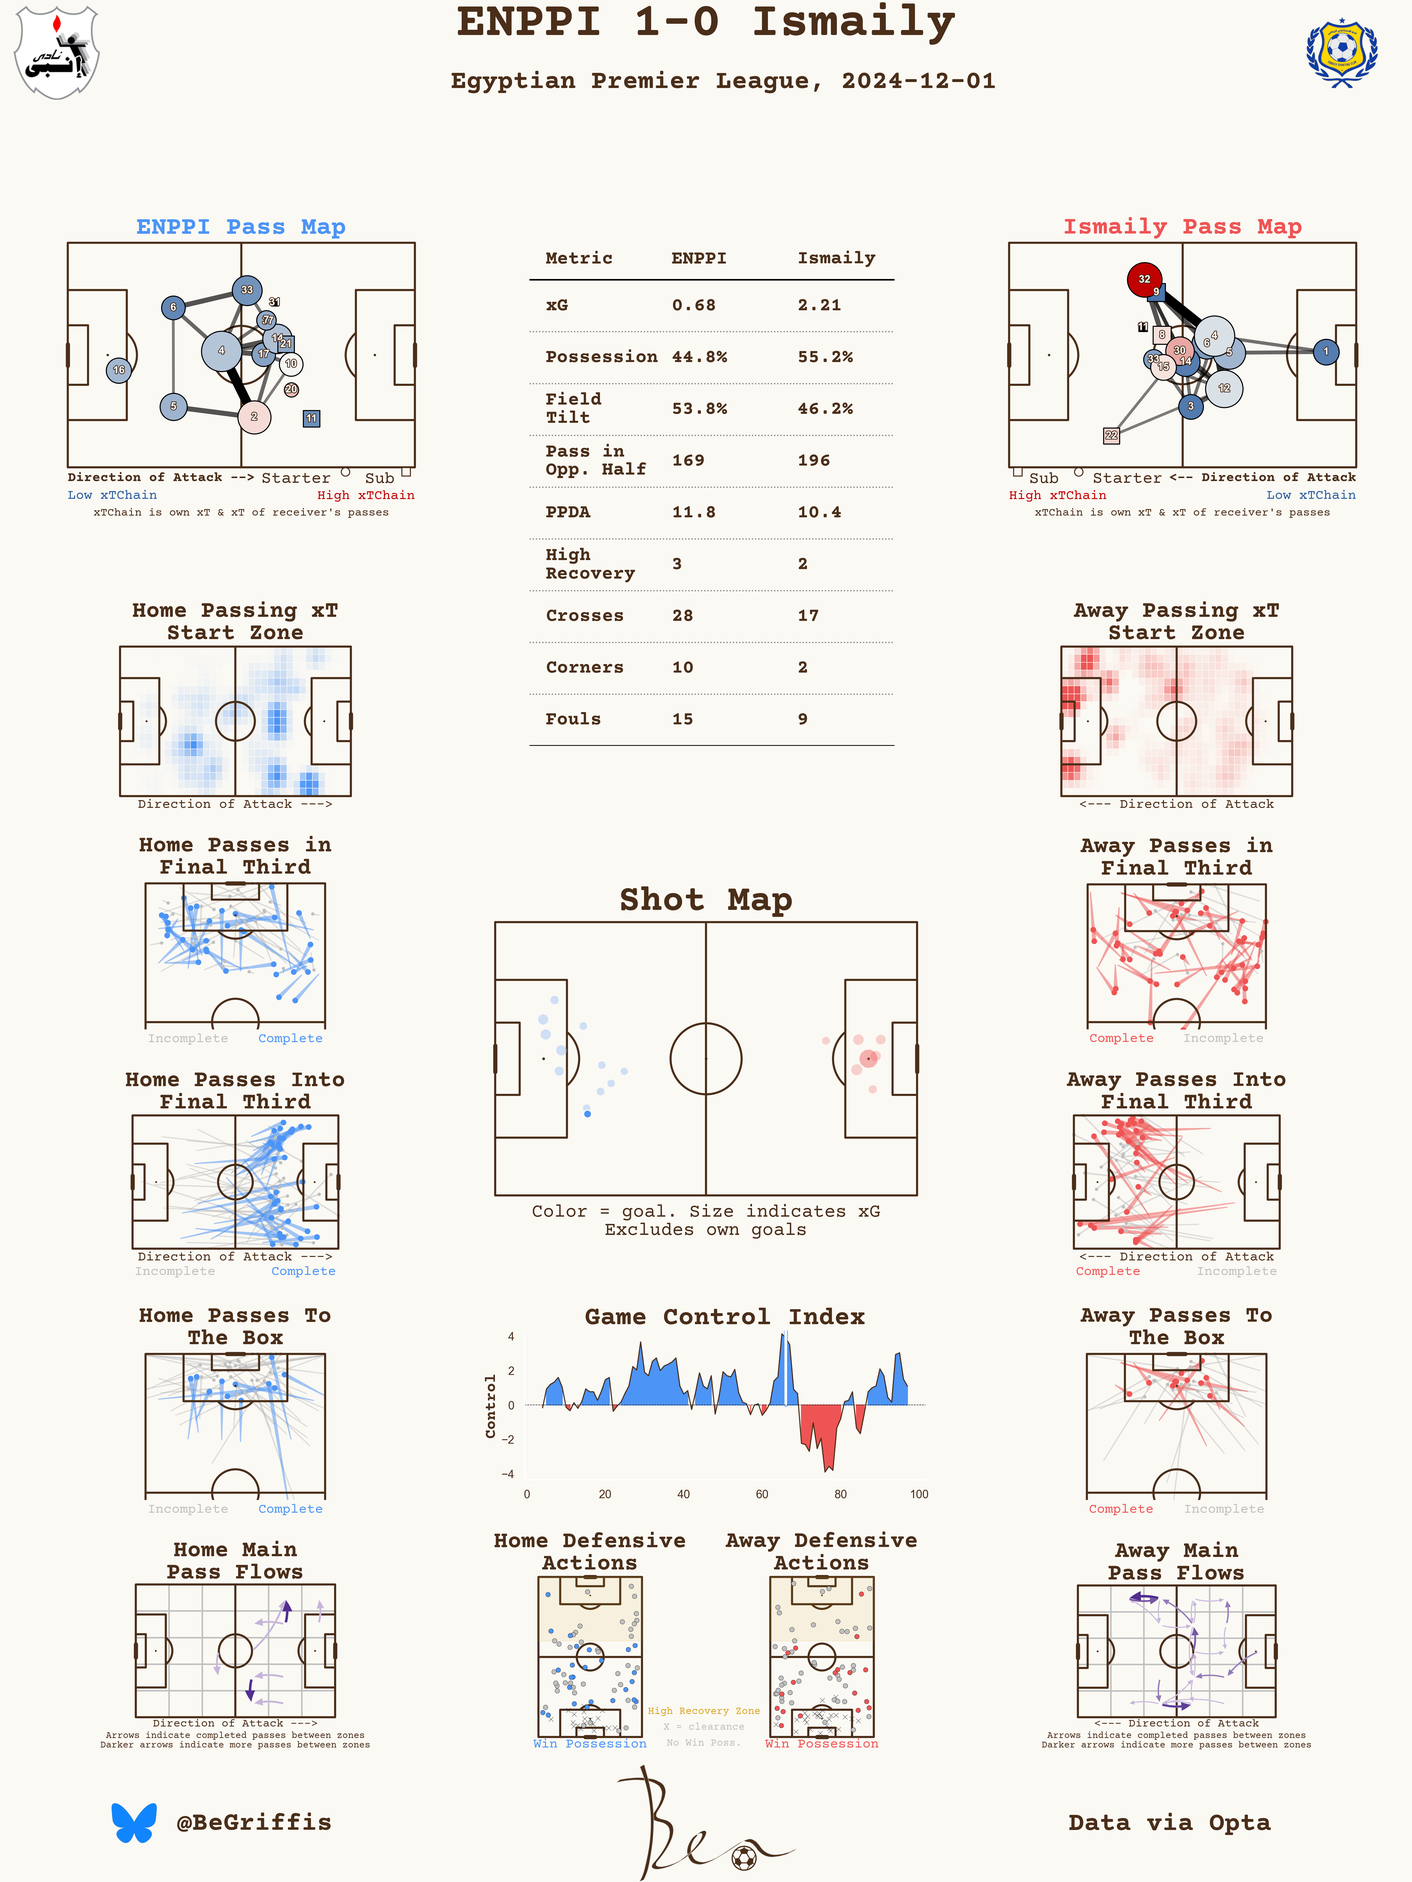 ENPPI 1-0 Ismaily
Egyptian Premier League, 2024-12-01
نادى
إنبى
ENPPI Pass Map
6
33
31
77
14
21
4
17
10
16
20
5
2
11
Direction of Attack --> Starter Sub
Low xTChain High xTChain
xTChain is own xT & xT of receiver's passes
Metric ENPPI Ismaily
xG 0.68 2.21
Possession 44.8% 55.2%
Field
Tilt 53.8% 46.2%
Pass in
Opp. Half 169 196
PPDA 11.8 10.4
High
Recovery 3 2
Crosses 28 17
Corners 10 2
Fouls 15 9
Ismaily Pass Map
32
9
11
8
4
6
30
5
1
33
14
15
12
3
22
Sub Starter <-- Direction of Attack
High xTChain Low xTChain
xTChain is own xT & xT of receiver's passes
Home Passing xT
Start Zone
Direction of Attack --->
Away Passing xT
Start Zone
<--- Direction of Attack
Home Passes in
Final Third
Incomplete Complete
Away Passes in
Final Third
Complete Incomplete
Shot Map
Color = goal. Size indicates xG
Excludes own goals
Home Passes Into
Final Third
Direction of Attack --->
Incomplete Complete
Away Passes Into
Final Third
<--- Direction of Attack
Complete Incomplete
Home Passes To
The Box
Incomplete Complete
Game Control Index
Control
4
2
0
−2
−4
0 20 40 60 80 100
Away Passes To
The Box
Complete Incomplete
Home Main
Pass Flows
Direction of Attack --->
Arrows indicate completed passes between zones
Darker arrows indicate more passes between zones
Home Defensive
Actions
Win Possession
Away Defensive
Actions
Win Possession
High Recovery Zone
X = clearance
No Win Poss.
Away Main
Pass Flows
<--- Direction of Attack
Arrows indicate completed passes between zones
Darker arrows indicate more passes between zones
@BeGriffis
Ben
Data via Opta